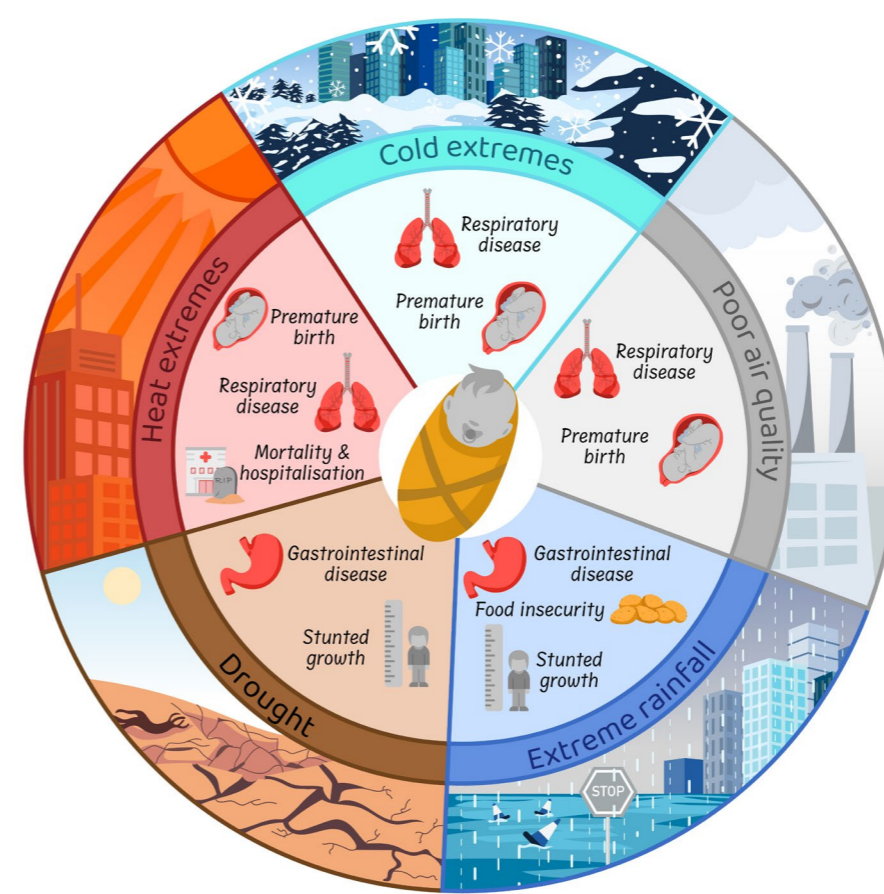 Cold extremes
Respiratory
disease
Premature
birth
Poor air quality
Respiratory
disease
Premature
birth
Extreme rainfall
Gastrointestinal
disease
Food insecurity
Stunted
growth
STOP
Drought
Gastrointestinal
disease
Stunted
growth
Heat extremes
Premature
birth
Respiratory
disease
Mortality &
hospitalisation
R.I.P